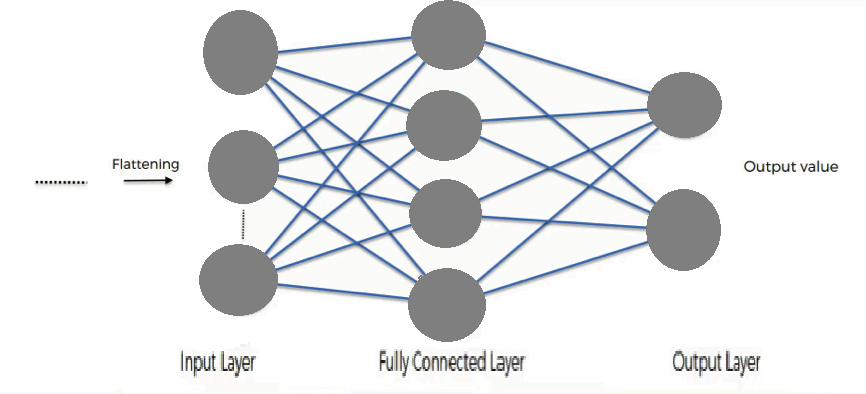 Flattening
Output value
Input Layer
Fully Connected Layer
Output Layer